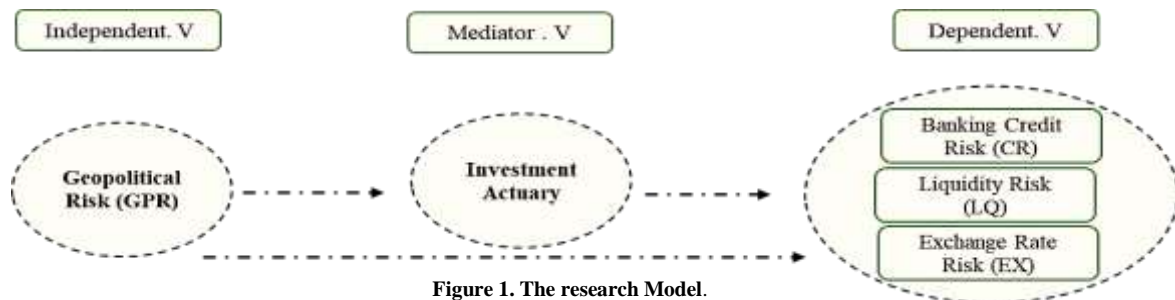 Independent. V
Mediator . V
Dependent. V
Geopolitical
Risk (GPR)
Investment
Actuary
Banking Credit
Risk (CR)
Liquidity Risk
(LQ)
Exchange Rate
Risk (EX)
Figure 1. The research Model.